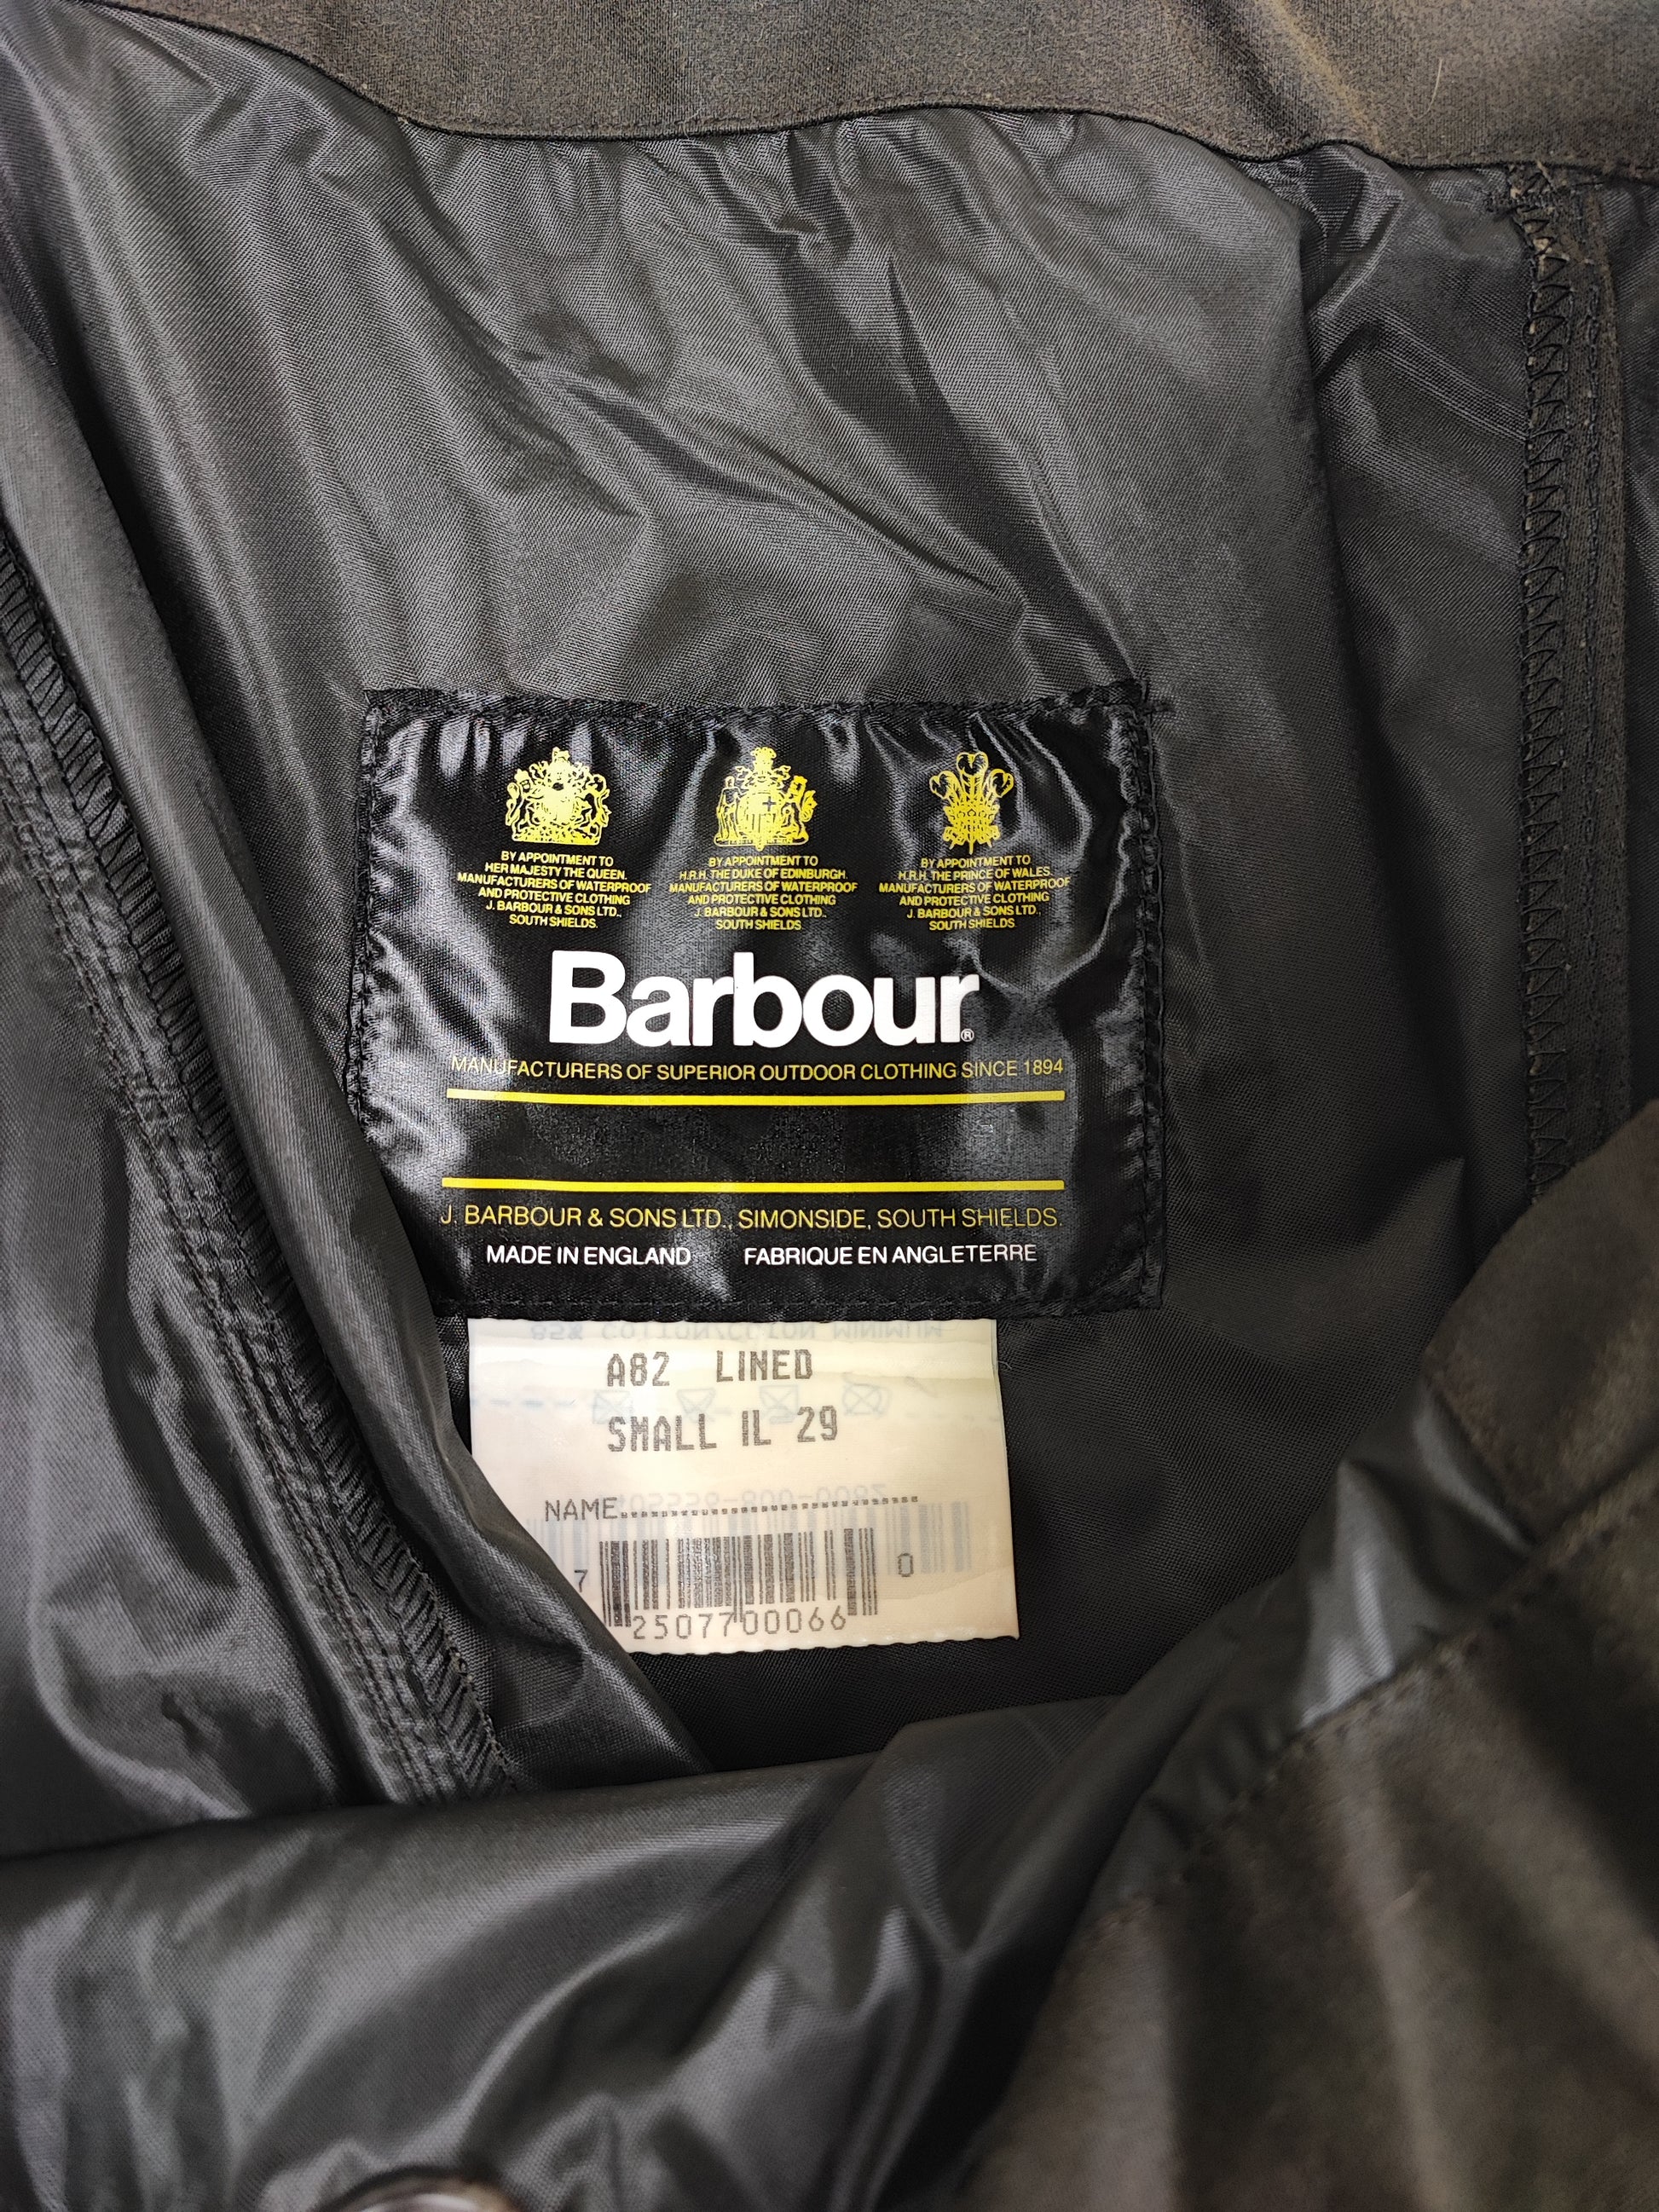 BY APPOINTMENT TO
HER MAJESTY THE QUEEN.
MANUFACTURERS OF WATERPROOF
AND PROTECTIVE CLOTHING
J. BARBOUR & SONS LTD.,
SOUTH SHIELDS.
BY APPOINTMENT TO
H.R.H. THE DUKE OF EDINBURGH.
MANUFACTURERS OF WATERPROOF
AND PROTECTIVE CLOTHING
J. BARBOUR & SONS LTD.,
SOUTH SHIELDS.
BY APPOINTMENT TO
H.R.H. THE PRINCE OF WALES.
MANUFACTURERS OF WATERPROOF
AND PROTECTIVE CLOTHING
J. BARBOUR & SONS LTD.,
SOUTH SHIELDS.
Barbour®
MANUFACTURERS OF SUPERIOR OUTDOOR CLOTHING SINCE 1894
J. BARBOUR & SONS LTD., SIMONSIDE, SOUTH SHIELDS.
MADE IN ENGLAND FABRIQUE EN ANGLETERRE
85% COTTON/COTON MINIMUM
A82 LINED
SMALL IL 29
NAME
7 2507700066 0